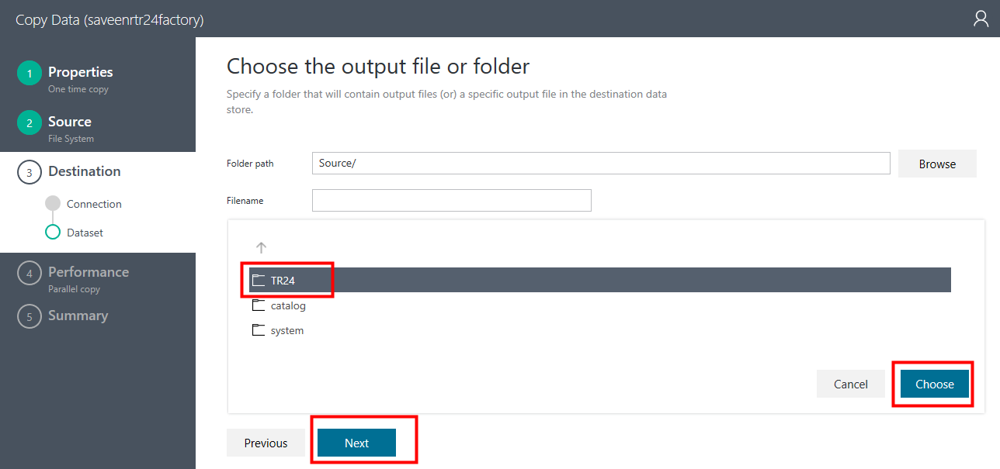 Copy Data (saveenrtr24factory)
1
Properties
One time copy
2
Source
File System
3
Destination
Connection
Dataset
4
Performance
Parallel copy
5
Summary
Choose the output file or folder
Specify a folder that will contain output files (or) a specific output file in the destination data
store.
Folder path
Source/
Browse
Filename
TR24
catalog
system
Cancel
Choose
Previous
Next